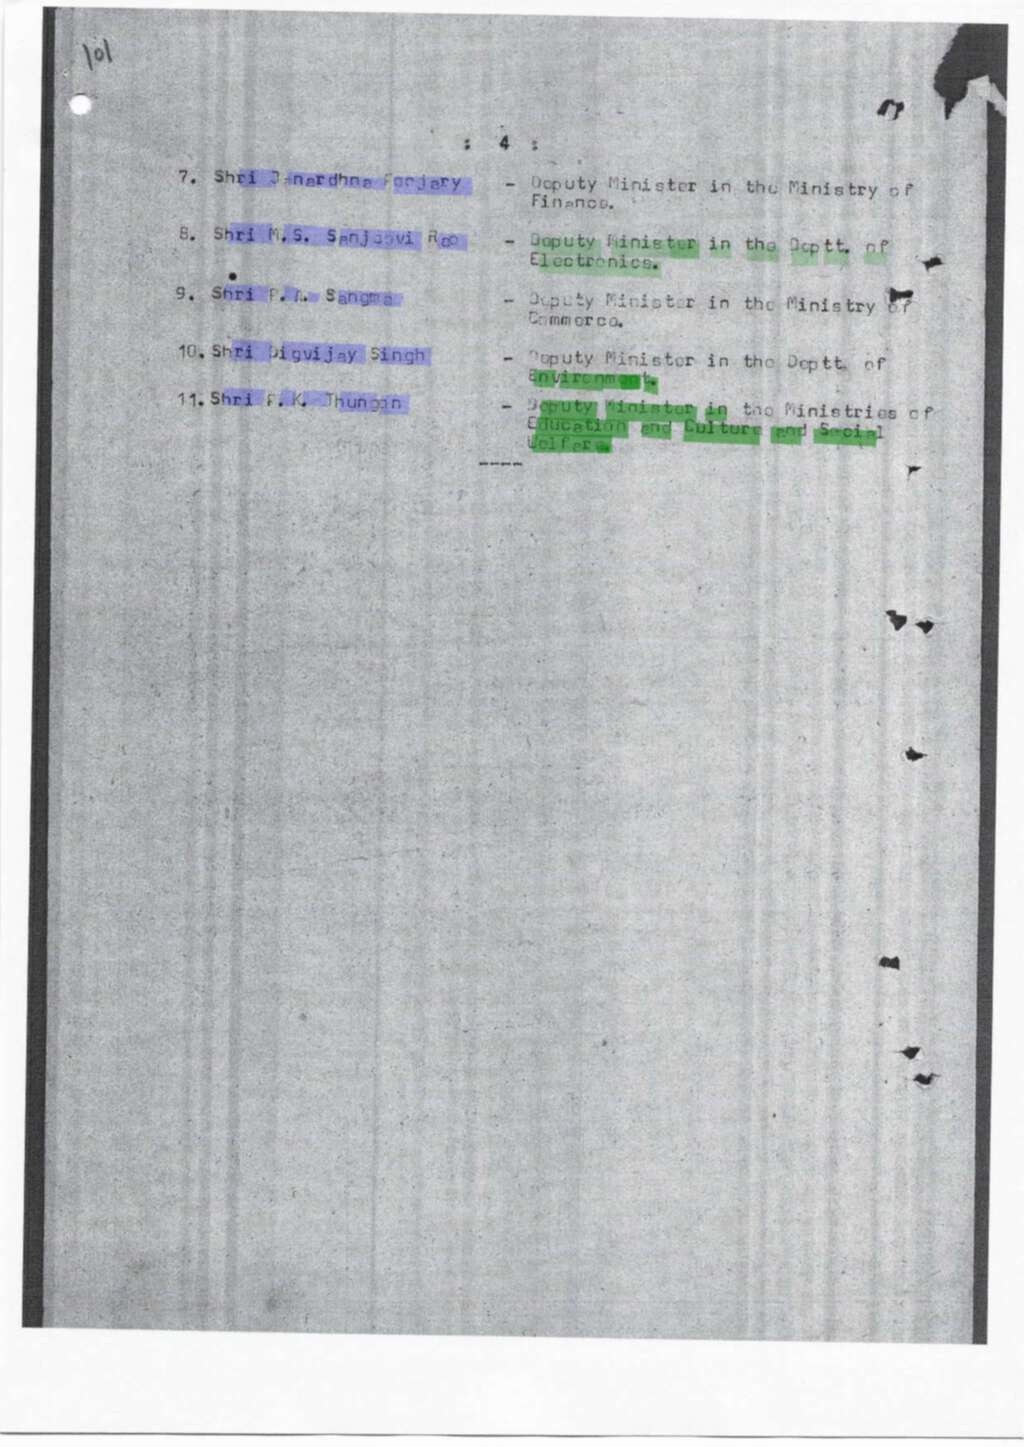 101
: 4 :
7. Shri Janardhna Poojary - Deputy Minister in the Ministry of
Finance.
8. Shri M.S. Sanjeevi Rao - Deputy Minister in the Deptt. of
Electronics.
9. Shri P.A. Sangma - Deputy Minister in the Ministry of
Commerce.
10. Shri Digvijay Singh - Deputy Minister in the Deptt. of
Environment.
11. Shri P.K. Thungon - Deputy Minister in the Ministries of
Education and Culture and Social
Welfare.
----